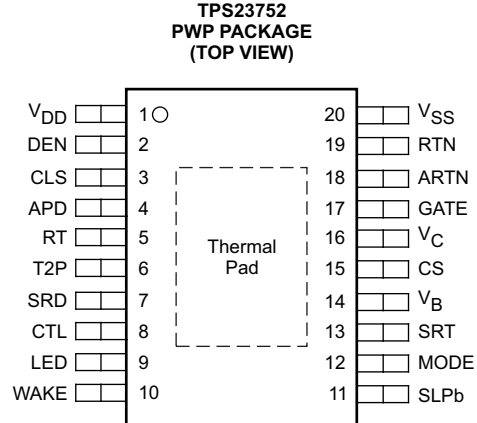 TPS23752
PWP PACKAGE
(TOP VIEW)
VDD 1 20 VSS
DEN 2 19 RTN
CLS 3 18 ARTN
APD 4 17 GATE
RT 5 16 VC
T2P 6 15 CS
SRD 7 14 VB
CTL 8 13 SRT
LED 9 12 MODE
WAKE 10 11 SLPb
Thermal
Pad